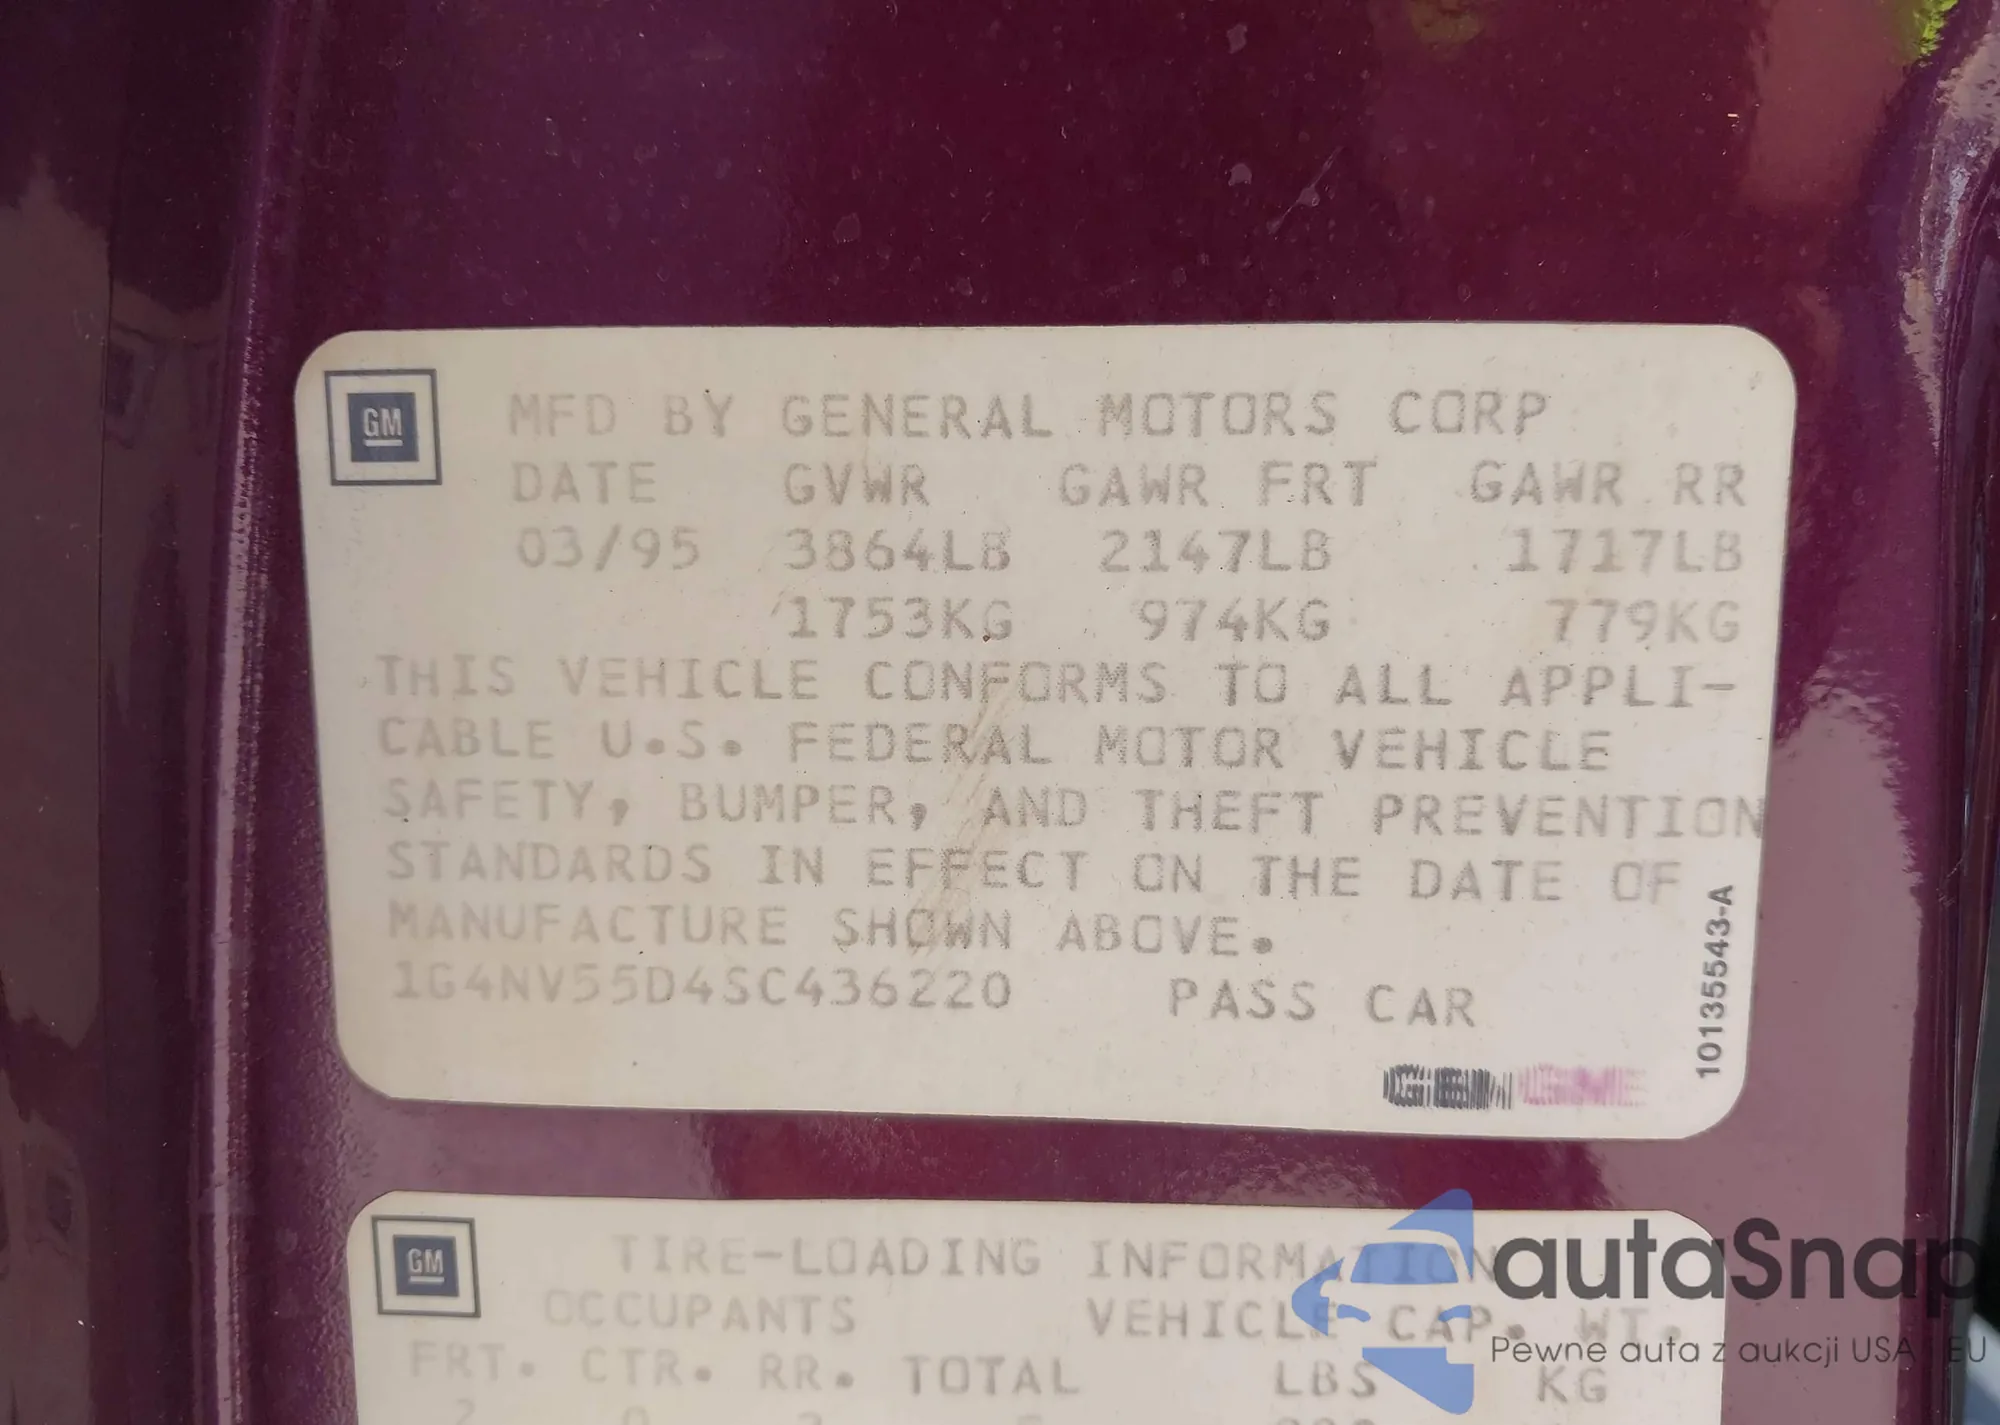 GM
MFD BY GENERAL MOTORS CORP
DATE GVWR GAWR FRT GAWR RR
03/95 3864LB 2147LB 1717LB
1753KG 974KG 779KG
THIS VEHICLE CONFORMS TO ALL APPLI-
CABLE U.S. FEDERAL MOTOR VEHICLE
SAFETY, BUMPER, AND THEFT PREVENTION
STANDARDS IN EFFECT ON THE DATE OF
MANUFACTURE SHOWN ABOVE.
1G4NV55D4SC436220 PASS CAR
10135543-A
GM
TIRE-LOADING INFORMATION
OCCUPANTS VEHICLE CAP. WT.
FRT. CTR. RR. TOTAL LBS KG
autaSnap
Pewne auta z aukcji USA i EU